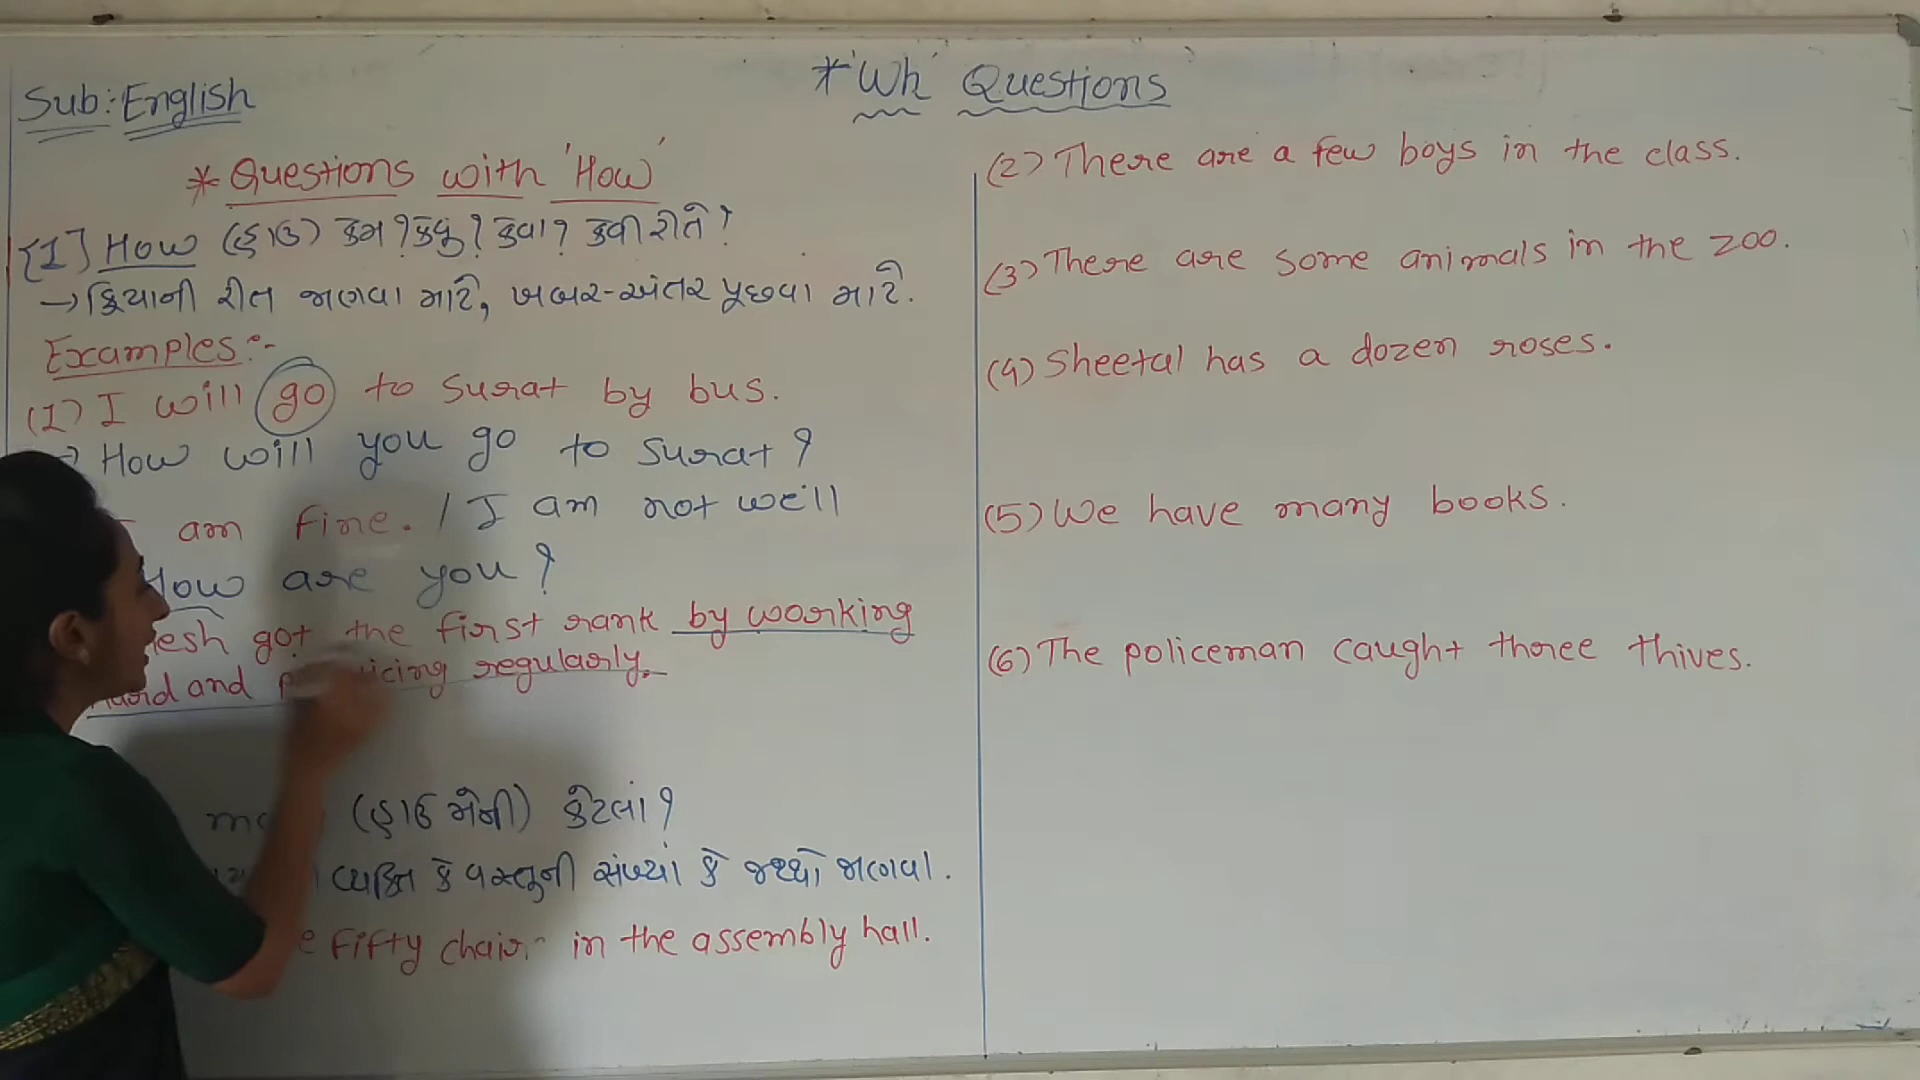 Sub: English
* 'Wh' Questions
* Questions with 'How'
[1] How (હાઉ) કેમ? કેવું? કેવા? કેવી રીતે?
→ ક્રિયાની રીત જાણવા માટે, ખબર-અંતર પૂછવા માટે.
Examples:-
(1) I will go to Surat by bus.
→ How will you go to Surat?
am fine. / I am not well
How are you?
esh got the first rank by working
hard and regularly.
(હાઉ મેની) કેટલાં?
વ્યક્તિ કે વસ્તુની સંખ્યા કે જથ્થો જાણવા.
Fifty in the assembly hall.
(2) There are a few boys in the class.
(3) There are some animals in the zoo.
(4) Sheetal has a dozen roses.
(5) We have many books.
(6) The policeman caught three thives.